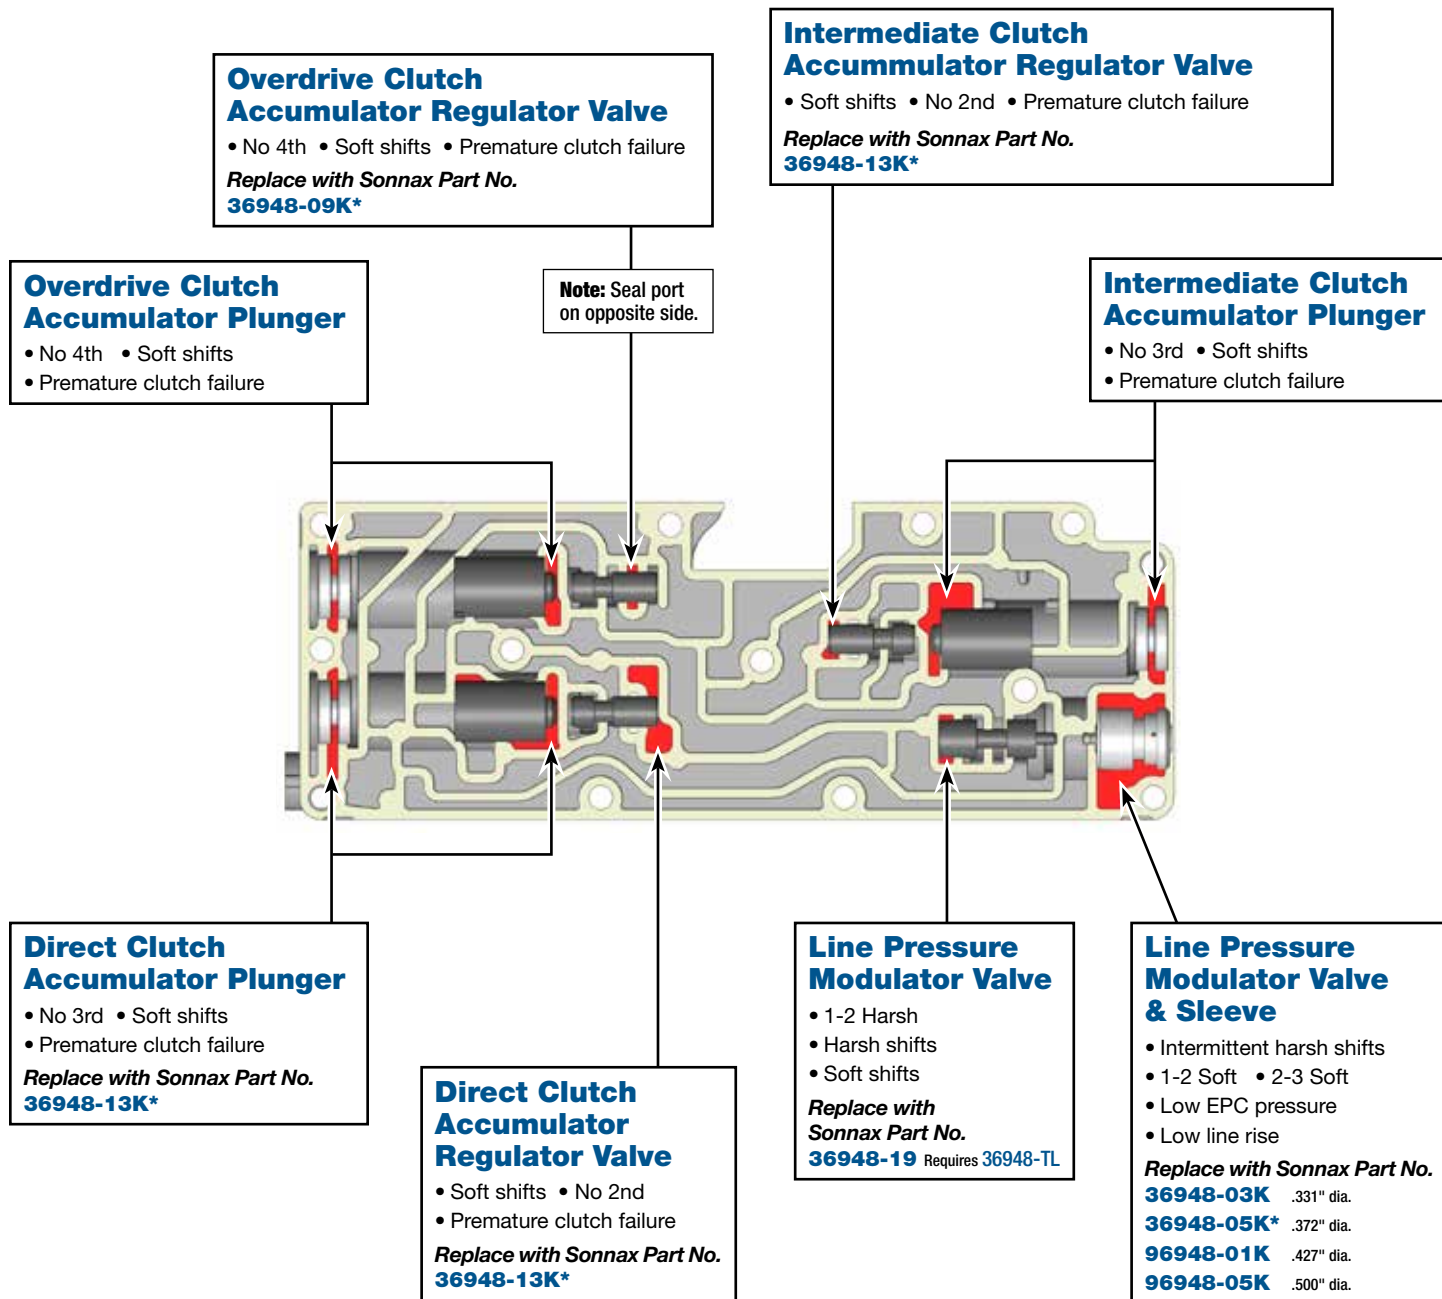 Overdrive Clutch
Accumulator Regulator Valve
• No 4th • Soft shifts • Premature clutch failure
Replace with Sonnax Part No.
36948-09K*
Intermediate Clutch
Accummulator Regulator Valve
• Soft shifts • No 2nd • Premature clutch failure
Replace with Sonnax Part No.
36948-13K*
Overdrive Clutch
Accumulator Plunger
• No 4th • Soft shifts
• Premature clutch failure
Note: Seal port
on opposite side.
Intermediate Clutch
Accumulator Plunger
• No 3rd • Soft shifts
• Premature clutch failure
Direct Clutch
Accumulator Plunger
• No 3rd • Soft shifts
• Premature clutch failure
Replace with Sonnax Part No.
36948-13K*
Direct Clutch
Accumulator
Regulator Valve
• Soft shifts • No 2nd
• Premature clutch failure
Replace with Sonnax Part No.
36948-13K*
Line Pressure
Modulator Valve
• 1-2 Harsh
• Harsh shifts
• Soft shifts
Replace with
Sonnax Part No.
36948-19 Requires 36948-TL
Line Pressure
Modulator Valve
& Sleeve
• Intermittent harsh shifts
• 1-2 Soft • 2-3 Soft
• Low EPC pressure
• Low line rise
Replace with Sonnax Part No.
36948-03K .331" dia.
36948-05K* .372" dia.
96948-01K .427" dia.
96948-05K .500" dia.